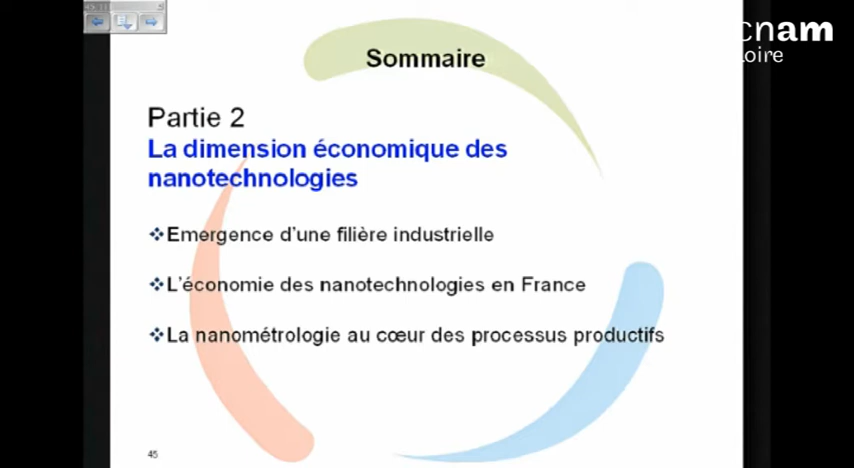 cnam
Loire
Sommaire
Partie 2
La dimension économique des
nanotechnologies
Emergence d'une filière industrielle
L'économie des nanotechnologies en France
La nanométrologie au cœur des processus productifs
45